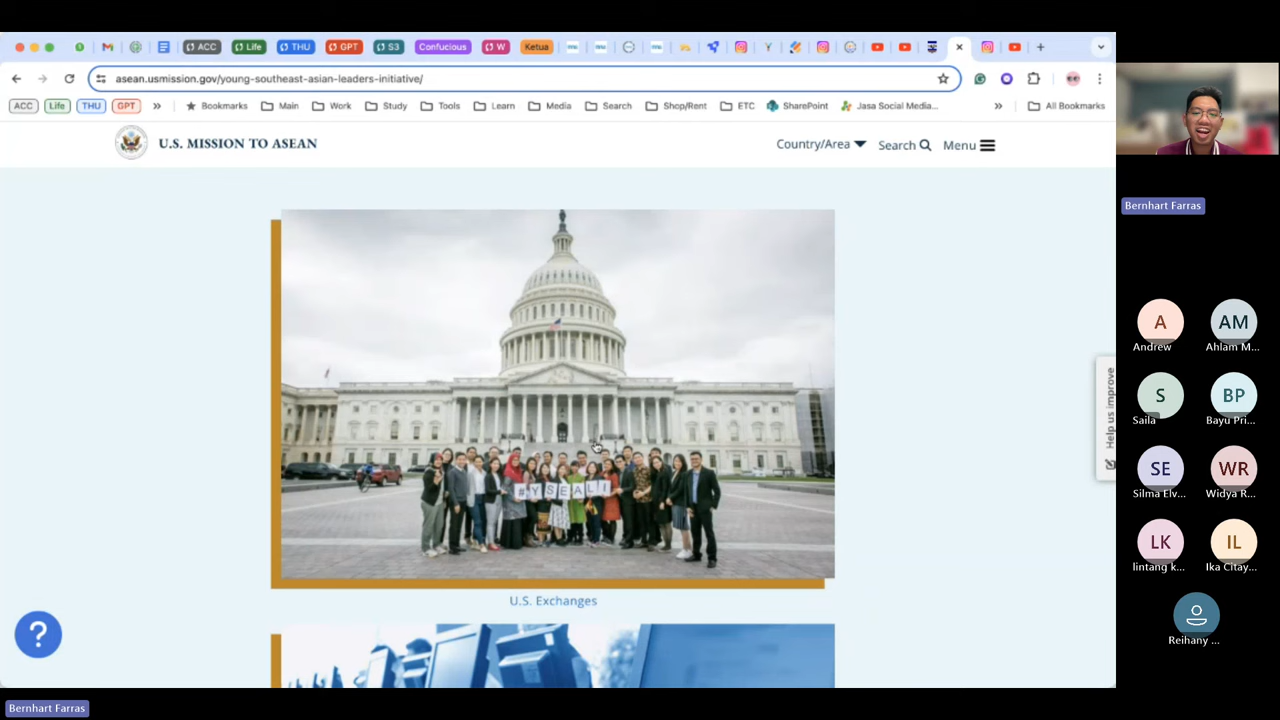 ACC
Life
THU
GPT
S3
Confucious
W
Ketua
asean.usmission.gov/young-southeast-asian-leaders-initiative/
ACC
Life
THU
GPT
»
Bookmarks
Main
Work
Study
Tools
Learn
Media
Search
Shop/Rent
ETC
SharePoint
Jasa Social Media...
»
All Bookmarks
U.S. MISSION TO ASEAN
Country/Area
Search
Menu
#YSEALI
Help us improve
U.S. Exchanges
?
Bernhart Farras
A
Andrew
AM
Ahlam M...
S
Saila
BP
Bayu Pri...
SE
Silma Elv...
WR
Widya R...
LK
lintang k...
IL
Ika Citay...
Reihany ...
Bernhart Farras